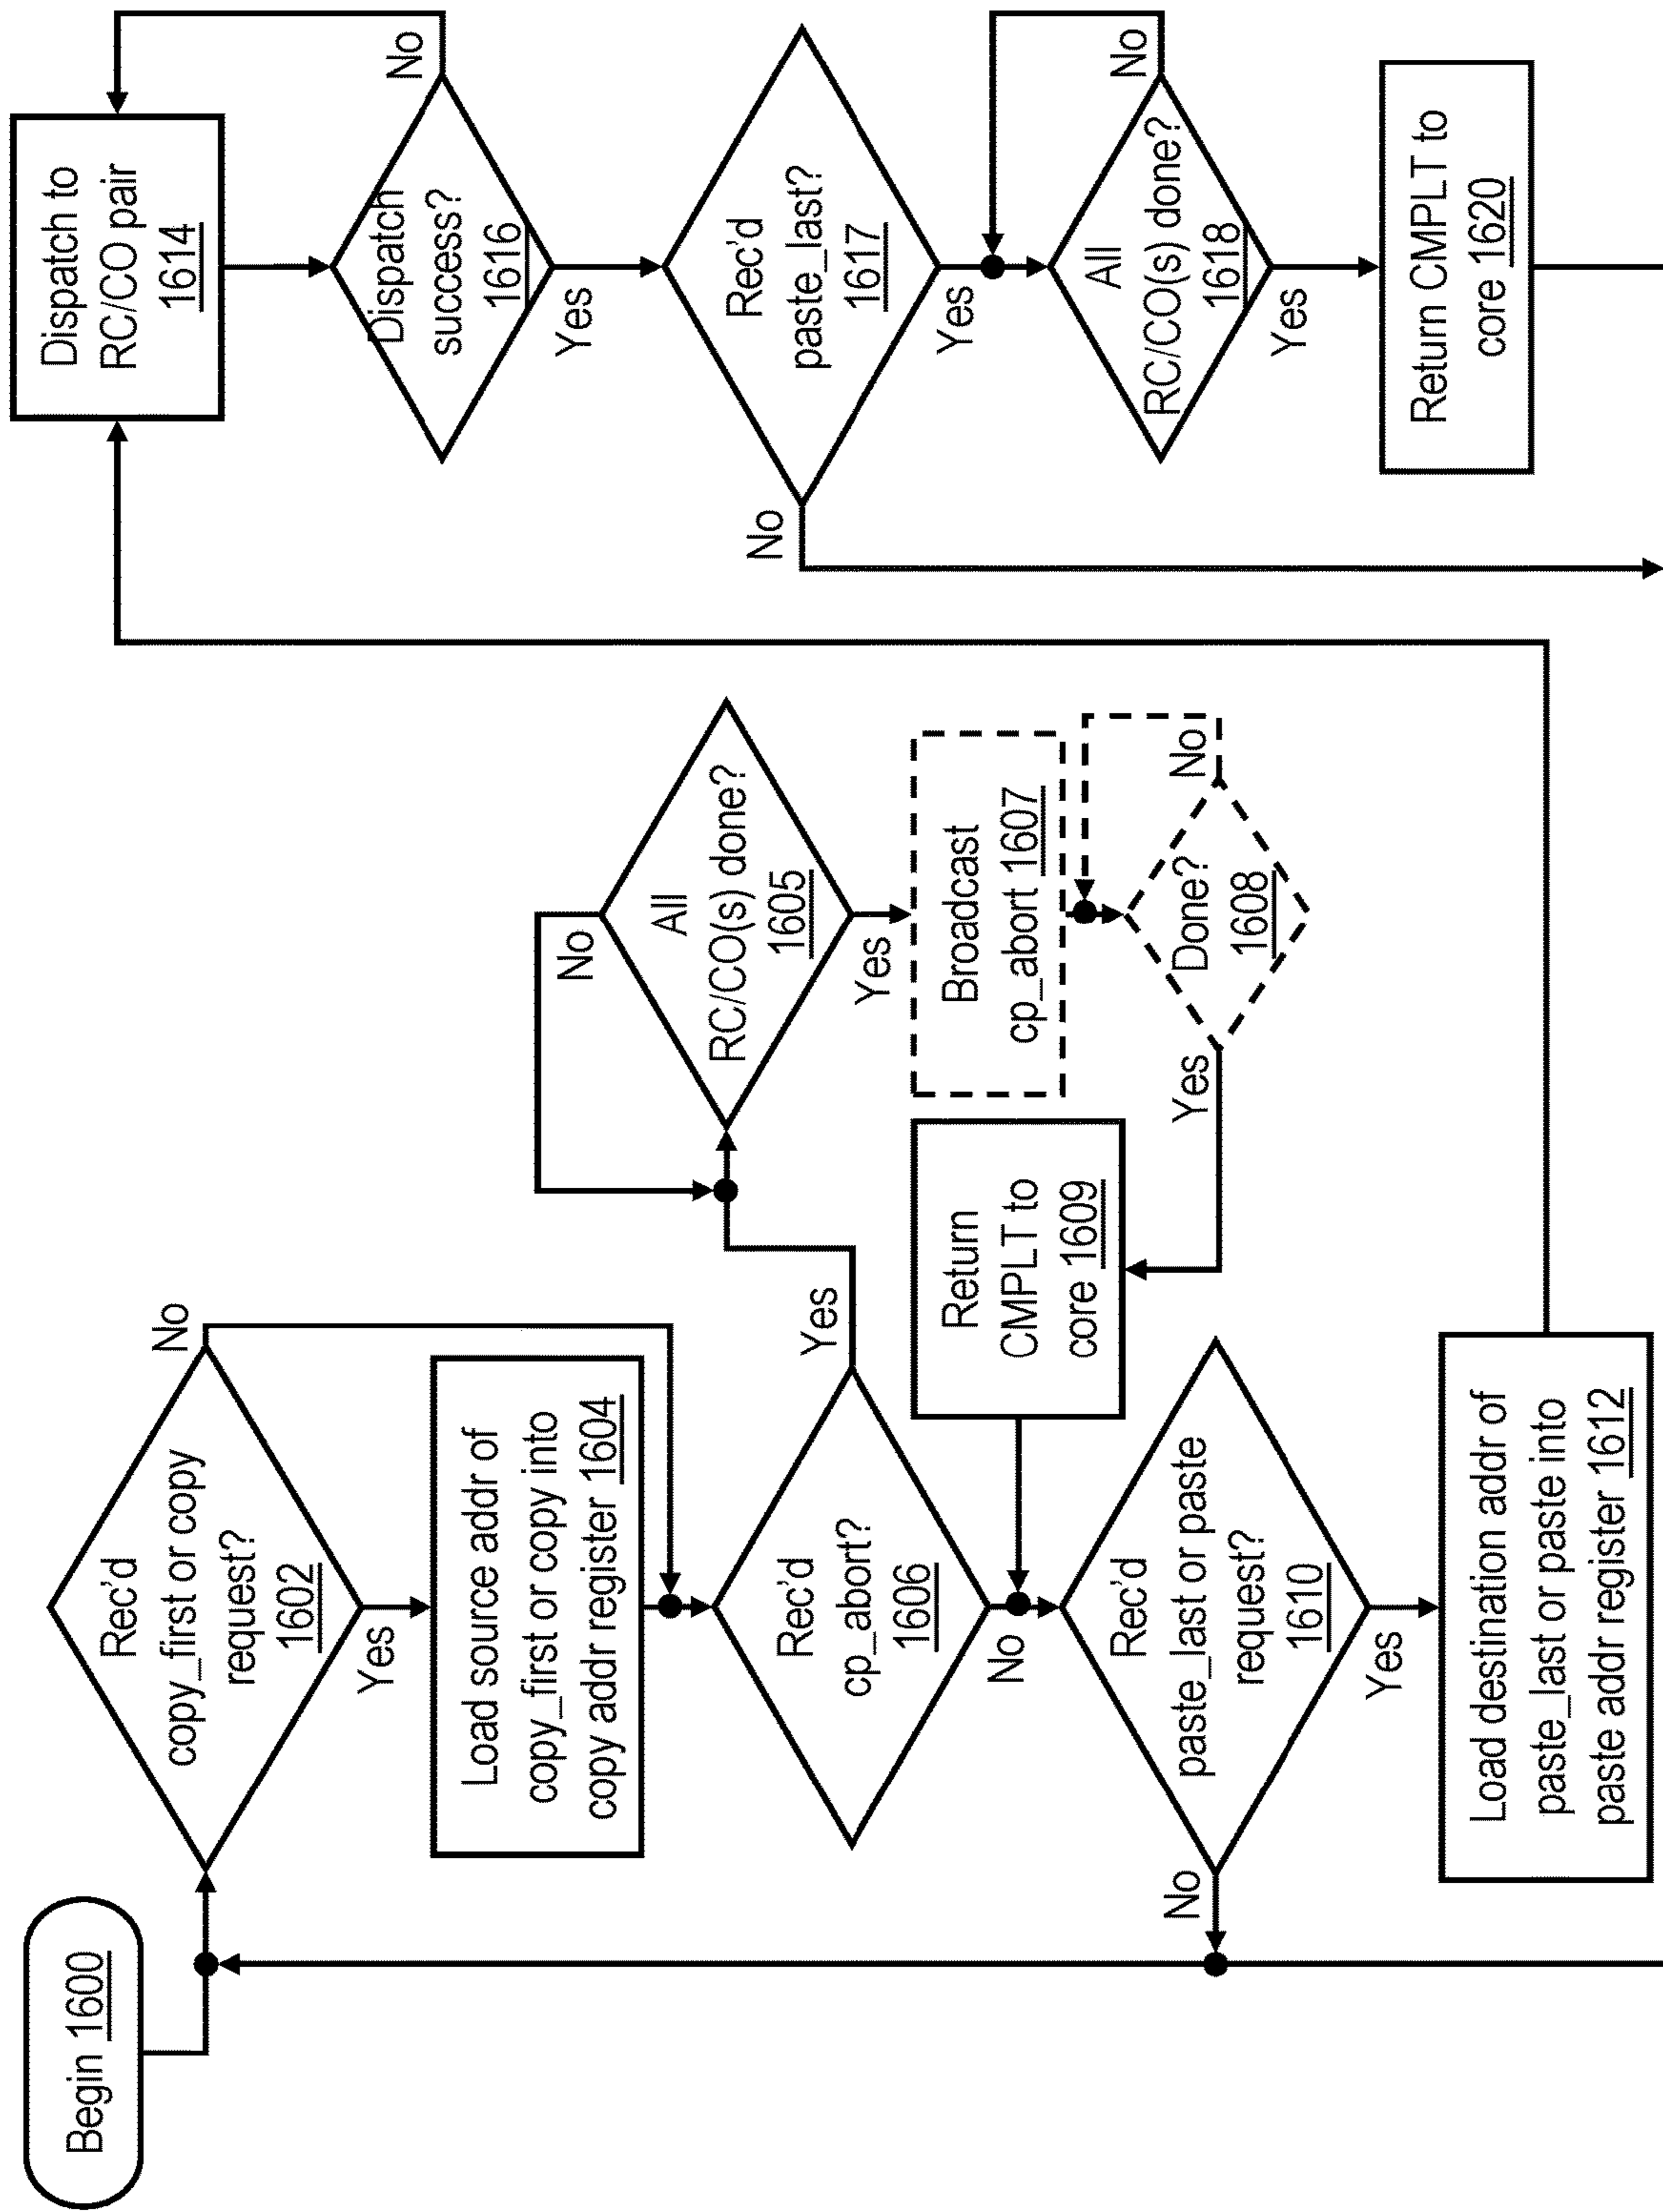 Begin 1600
Rec'd
copy_first or copy
request?
1602
No
Yes
Load source addr of
copy_first or copy into
copy addr register 1604
Rec'd
cp_abort?
1606
Yes
No
All
RC/CO(s) done?
1605
No
Yes
Broadcast
cp_abort 1607
Done?
1608
No
Yes
Return
CMPLT to
core 1609
Rec'd
paste_last or paste
request?
1610
No
Yes
Load destination addr of
paste_last or paste into
paste addr register 1612
Dispatch to
RC/CO pair
1614
Dispatch
success?
1616
No
Yes
Rec'd
paste_last?
1617
No
Yes
All
RC/CO(s) done?
1618
No
Yes
Return CMPLT to
core 1620